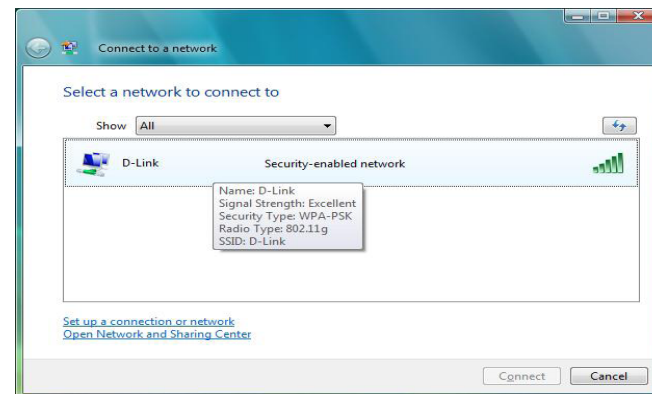 Connect to a network
Select a network to connect to
Show All
D-Link Security-enabled network
Name: D-Link
Signal Strength: Excellent
Security Type: WPA-PSK
Radio Type: 802.11g
SSID: D-Link
Set up a connection or network
Open Network and Sharing Center
Connect Cancel